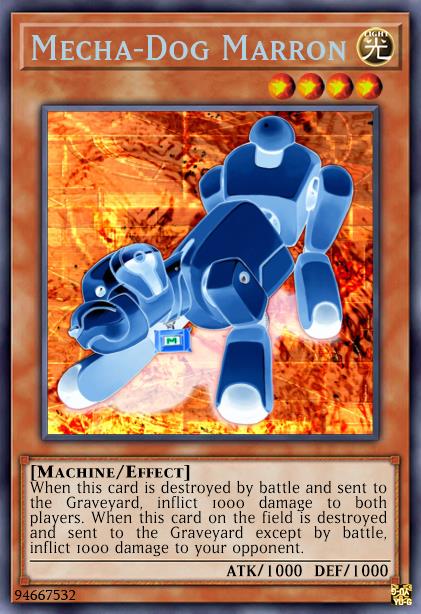 Mecha-Dog Marron
LIGHT
光
M
[Machine/Effect]
When this card is destroyed by battle and sent to
the Graveyard, inflict 1000 damage to both
players. When this card on the field is destroyed
and sent to the Graveyard except by battle,
inflict 1000 damage to your opponent.
ATK/1000 DEF/1000
94667532